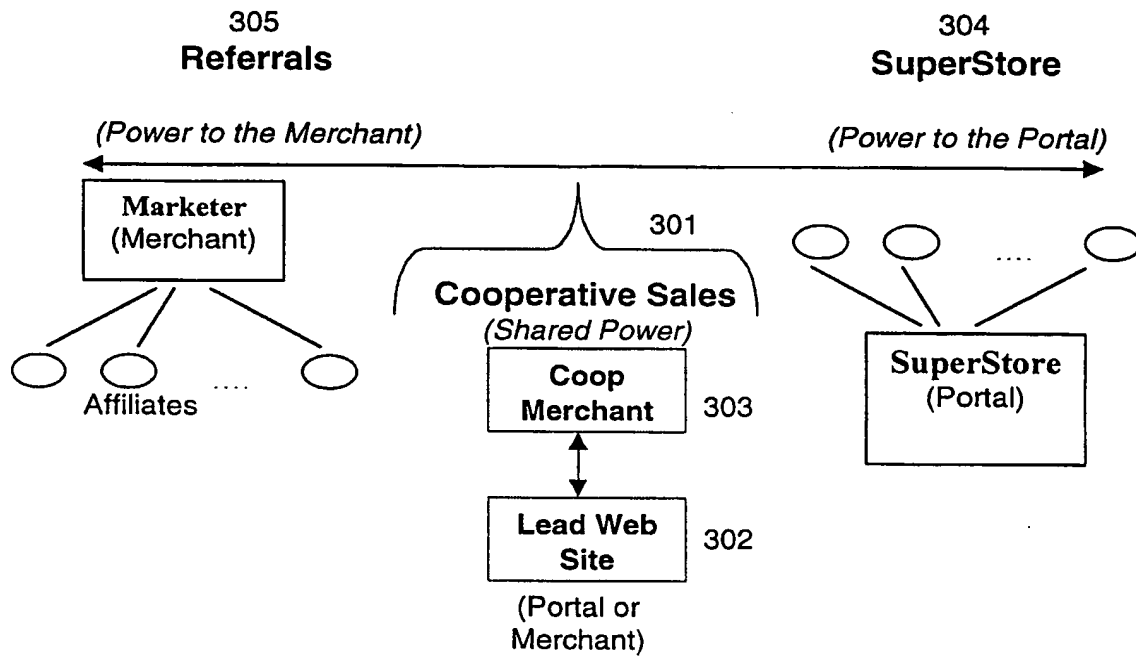 305
Referrals
304
SuperStore
(Power to the Merchant)
(Power to the Portal)
Marketer
(Merchant)
....
Affiliates
301
Cooperative Sales
(Shared Power)
Coop
Merchant
303
Lead Web
Site
302
(Portal or
Merchant)
....
SuperStore
(Portal)